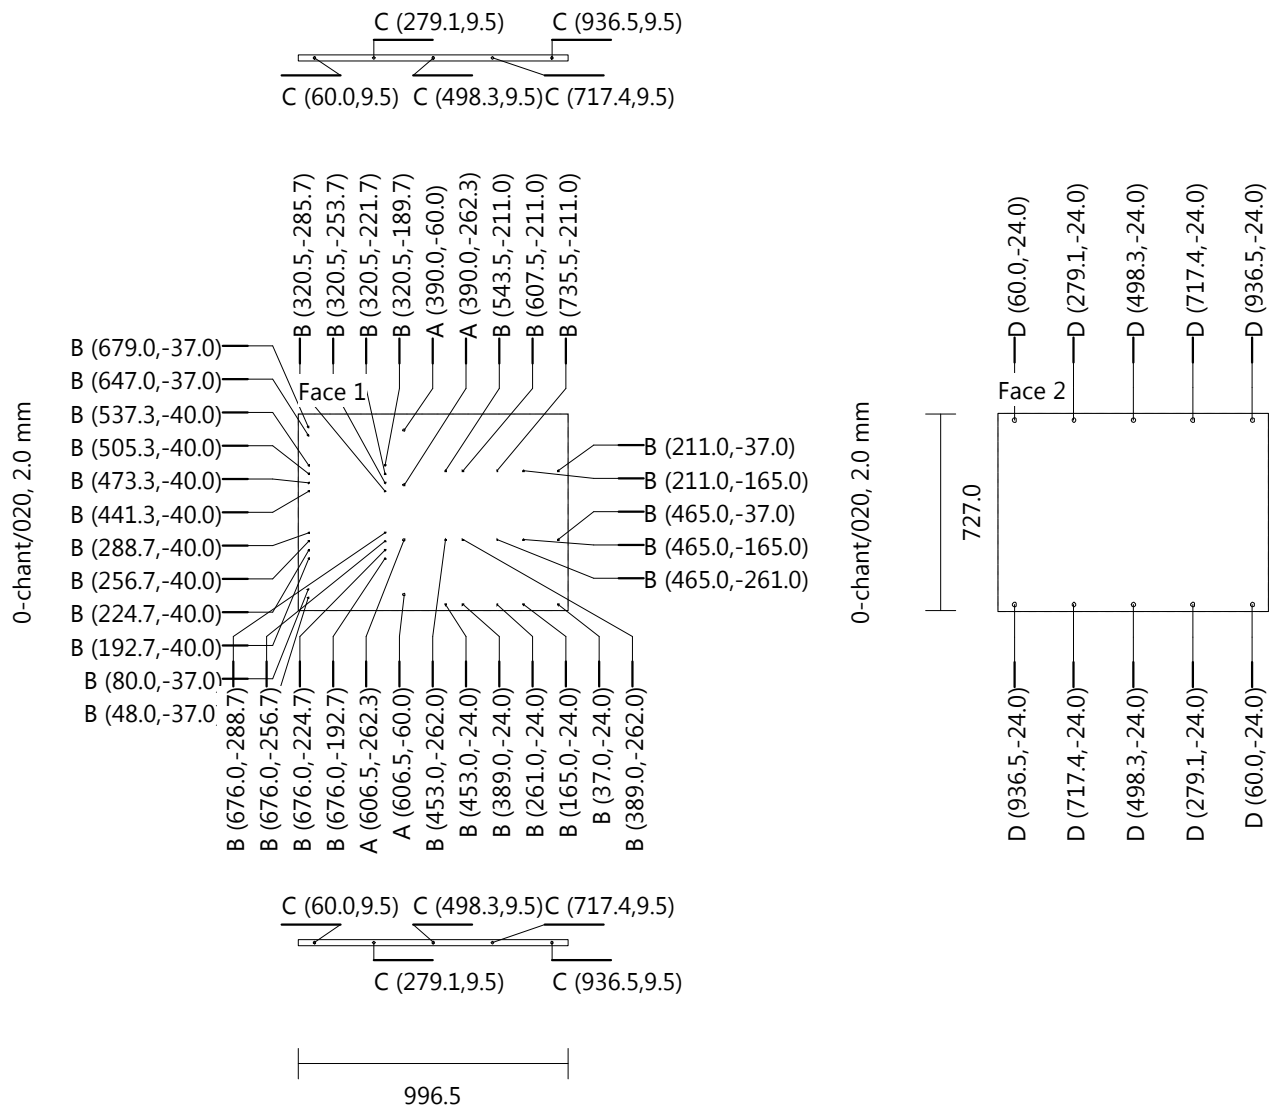 C (279.1,9.5)
C (936.5,9.5)
C (60.0,9.5)
C (498.3,9.5)
C (717.4,9.5)
B (320.5,-285.7)
B (320.5,-253.7)
B (320.5,-221.7)
B (320.5,-189.7)
A (390.0,-60.0)
A (390.0,-262.3)
B (543.5,-211.0)
B (607.5,-211.0)
B (735.5,-211.0)
B (679.0,-37.0)
B (647.0,-37.0)
B (537.3,-40.0)
B (505.3,-40.0)
B (473.3,-40.0)
B (441.3,-40.0)
B (288.7,-40.0)
B (256.7,-40.0)
B (224.7,-40.0)
B (192.7,-40.0)
B (80.0,-37.0)
B (48.0,-37.0)
0-chant/020, 2.0 mm
Face 1
B (211.0,-37.0)
B (211.0,-165.0)
B (465.0,-37.0)
B (465.0,-165.0)
B (465.0,-261.0)
B (676.0,-288.7)
B (676.0,-256.7)
B (676.0,-224.7)
B (676.0,-192.7)
A (606.5,-262.3)
A (606.5,-60.0)
B (453.0,-262.0)
B (453.0,-24.0)
B (389.0,-24.0)
B (261.0,-24.0)
B (165.0,-24.0)
B (37.0,-24.0)
B (389.0,-262.0)
D (60.0,-24.0)
D (279.1,-24.0)
D (498.3,-24.0)
D (717.4,-24.0)
D (936.5,-24.0)
Face 2
0-chant/020, 2.0 mm
727.0
D (936.5,-24.0)
D (717.4,-24.0)
D (498.3,-24.0)
D (279.1,-24.0)
D (60.0,-24.0)
C (60.0,9.5)
C (498.3,9.5)
C (717.4,9.5)
C (279.1,9.5)
C (936.5,9.5)
996.5